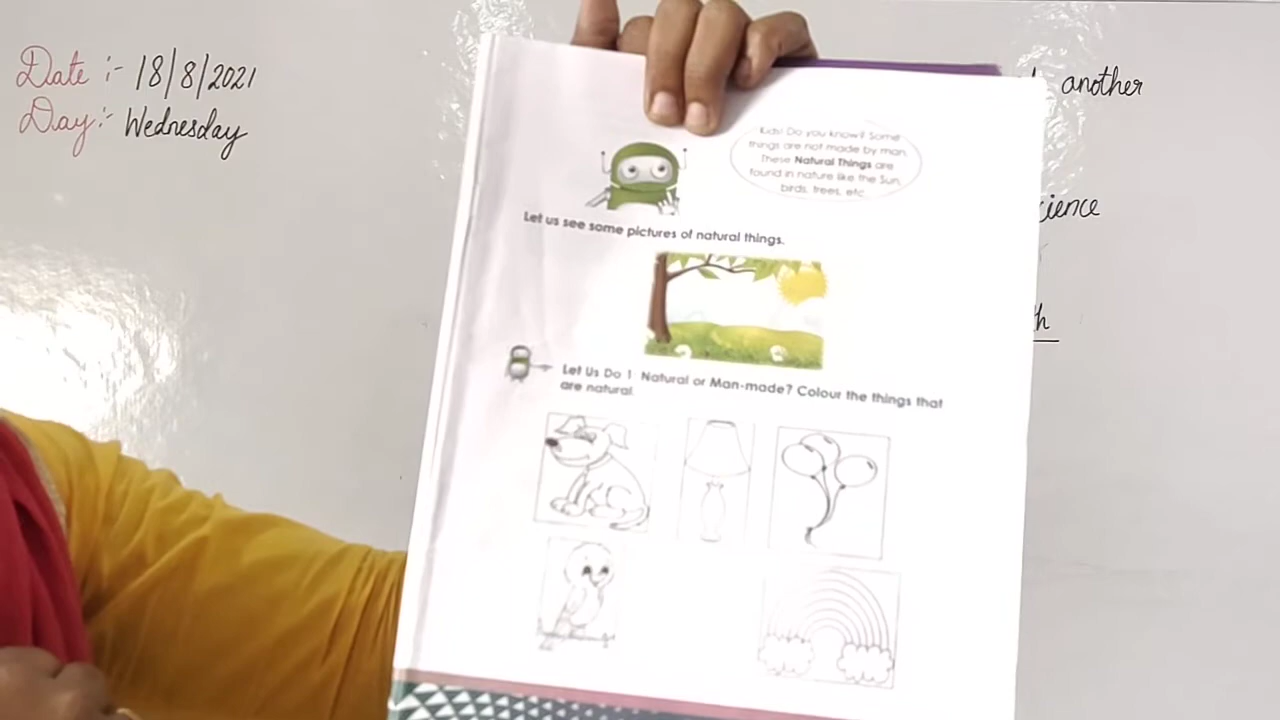 Date :- 18/8/2021
Day :- Wednesday
another
Kids! Do you know? Some
things are not made by man.
These Natural Things are
found in nature like the Sun,
birds, trees, etc.
Let us see some pictures of natural things.
Let Us Do 1 Natural or Man-made? Colour the things that
are natural.